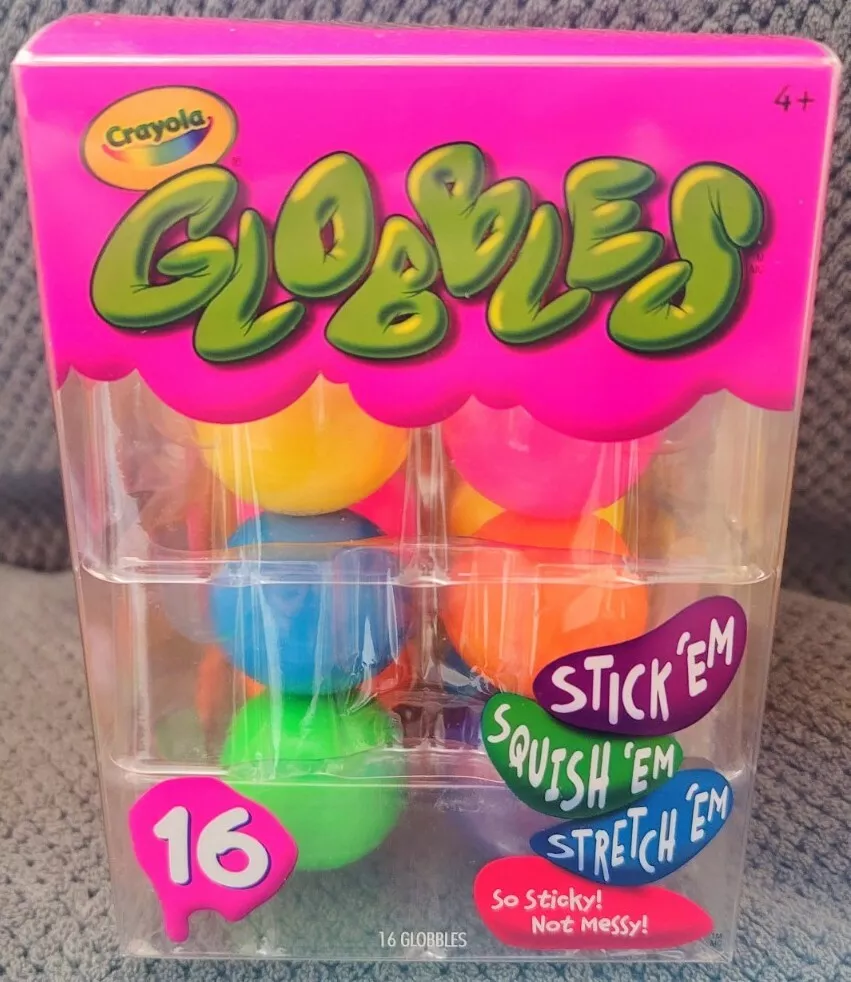 4+
Crayola
GLOBBLES
STICK 'EM
SQUISH 'EM
STRETCH 'EM
16
So Sticky!
Not Messy!
16 GLOBBLES